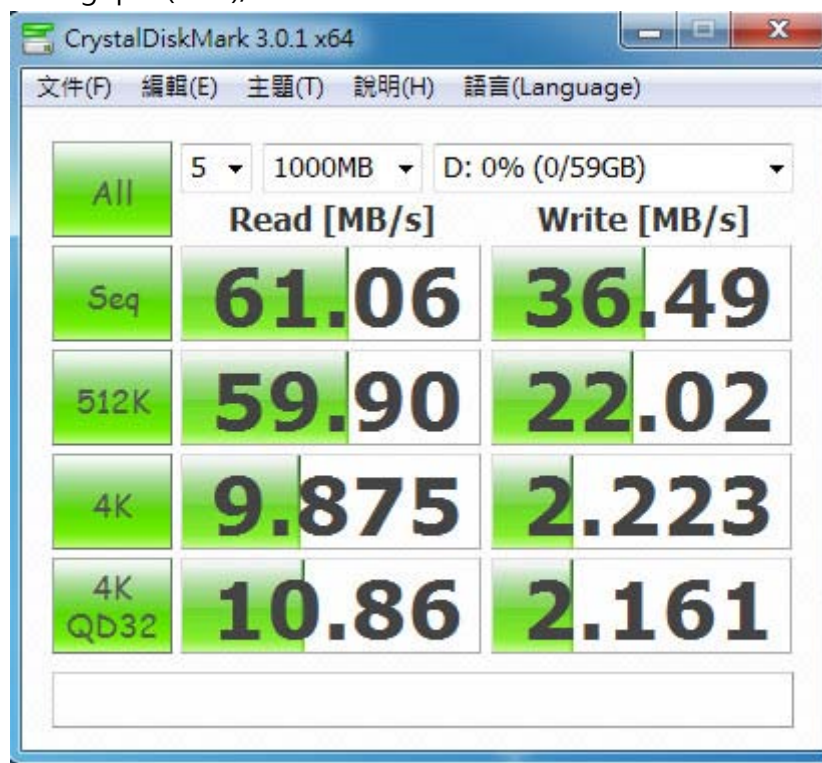 CrystalDiskMark 3.0.1 x64
文件(F) 編輯(E) 主題(T) 說明(H) 語言(Language)
All 5 1000MB D: 0% (0/59GB)
Read [MB/s] Write [MB/s]
Seq 61.06 36.49
512K 59.90 22.02
4K 9.875 2.223
4K
QD32 10.86 2.161